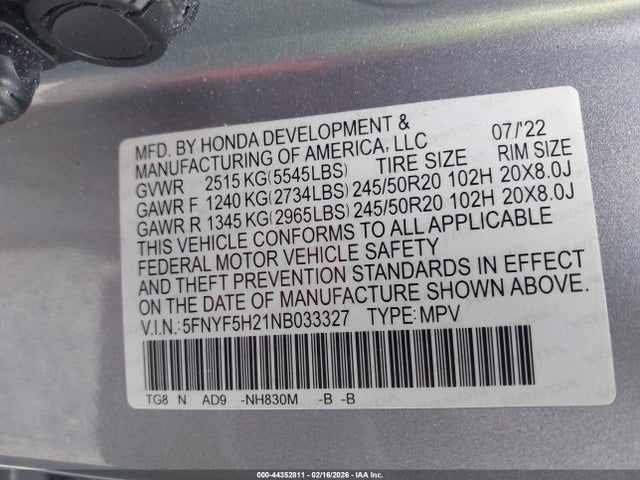 MFD. BY HONDA DEVELOPMENT & 07/'22
MANUFACTURING OF AMERICA, LLC
GVWR 2515 KG(5545LBS) TIRE SIZE RIM SIZE
GAWR F 1240 KG(2734LBS) 245/50R20 102H 20X8.0J
GAWR R 1345 KG(2965LBS) 245/50R20 102H 20X8.0J
THIS VEHICLE CONFORMS TO ALL APPLICABLE
FEDERAL MOTOR VEHICLE SAFETY
AND THEFT PREVENTION STANDARDS IN EFFECT
ON THE DATE OF MANUFACTURE SHOWN ABOVE.
V.I.N.: 5FNYF5H21NB033327 TYPE: MPV
TG8 N AD9 -NH830M -B -B
000-44352811 - 02/16/2026 - IAA Inc.